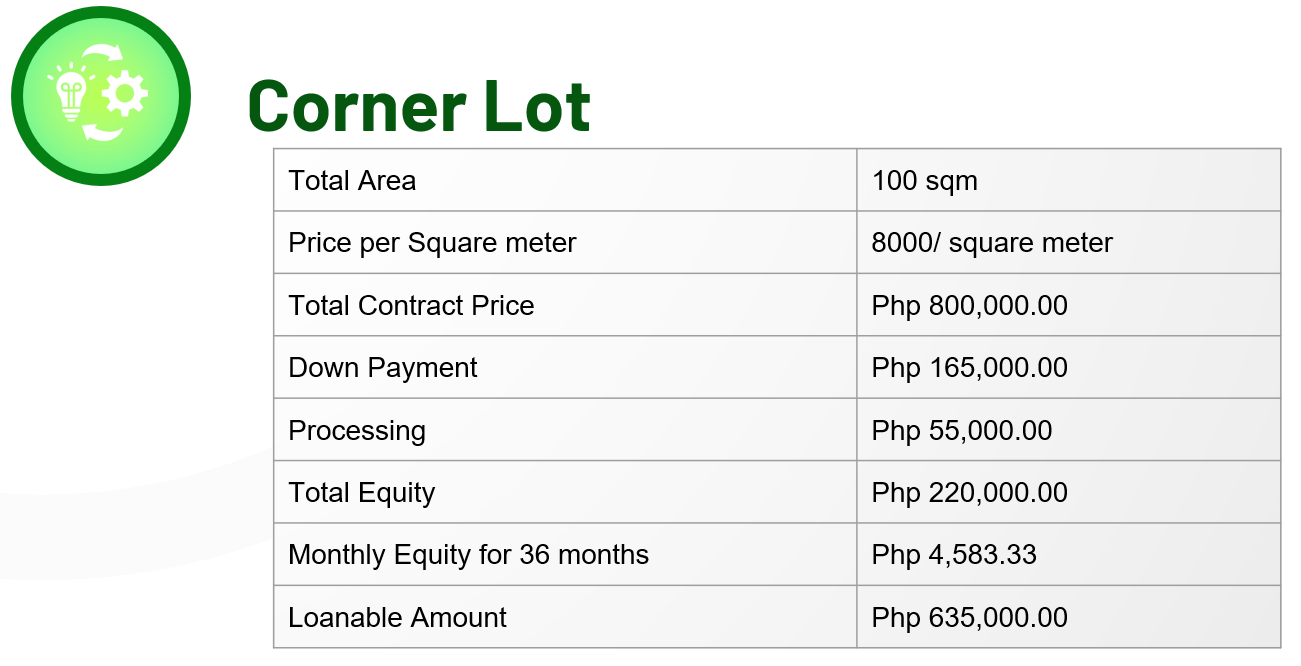 Corner Lot
Total Area 100 sqm
Price per Square meter 8000/ square meter
Total Contract Price Php 800,000.00
Down Payment Php 165,000.00
Processing Php 55,000.00
Total Equity Php 220,000.00
Monthly Equity for 36 months Php 4,583.33
Loanable Amount Php 635,000.00